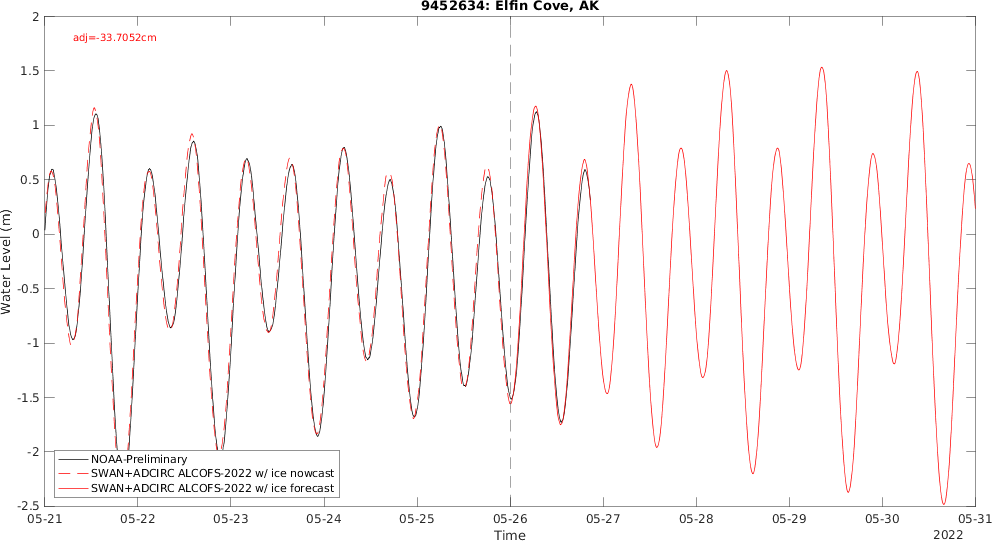 9452634: Elfin Cove, AK
adj=-33.7052cm
Water Level (m)
2
1.5
1
0.5
0
-0.5
-1
-1.5
-2
-2.5
NOAA-Preliminary
SWAN+ADCIRC ALCOFS-2022 w/ ice nowcast
SWAN+ADCIRC ALCOFS-2022 w/ ice forecast
05-21 05-22 05-23 05-24 05-25 05-26 05-27 05-28 05-29 05-30 05-31
Time
2022